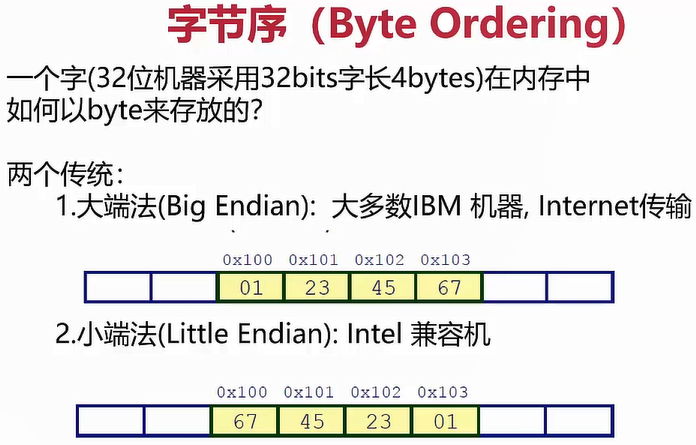 字节序（Byte Ordering）
一个字(32位机器采用32bits字长4bytes)在内存中
如何以byte来存放的?
两个传统：
1.大端法(Big Endian)： 大多数IBM 机器, Internet传输
0x100 0x101 0x102 0x103
01 23 45 67
2.小端法(Little Endian): Intel 兼容机
0x100 0x101 0x102 0x103
67 45 23 01